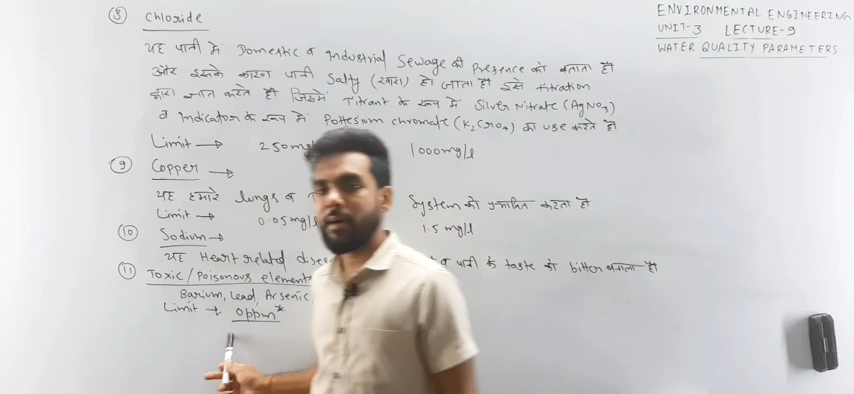 ENVIRONMENTAL ENGINEERING
UNIT-3 LECTURE-9
WATER QUALITY PARAMETERS
⑧ Chloride
यह पानी में Domestic व Industrial Sewage की Presence को बताता है
और इसके कारण पानी Salty (खारा) हो जाता है। इसे titration
द्वारा ज्ञात करते है। जिसमें Titrant के रूप में Silver Nitrate (AgNO3)
व Indicator के रूप में Pottesium chromate (K2CrO4) का use करते है
Limit → 250 mg/ 1000 mg/l
⑨ Copper →
यह हमारे lungs व System को प्रभावित करता है
Limit → 0.05 mg/l 1.5 mg/l
⑩ Sodium →
यह Heart related व पानी के taste को bitter बनाता है
⑪ Toxic/Poisonous elements
Barium, Lead, Arsenic,
Limit → 0 ppm*